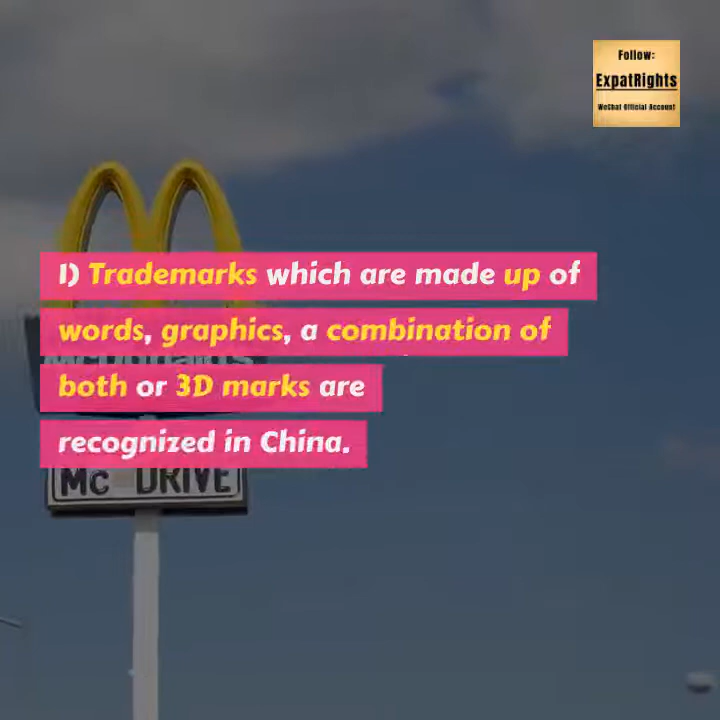 Follow:
ExpatRights
WeChat Official Account
1) Trademarks which are made up of
words, graphics, a combination of
both or 3D marks are
recognized in China.
McDonald's
Mc DRIVE